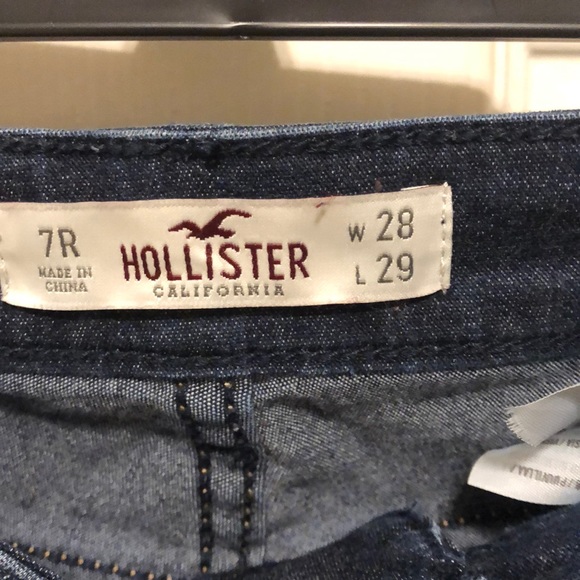 7R
MADE IN
CHINA
HOLLISTER
CALIFORNIA
W 28
L 29